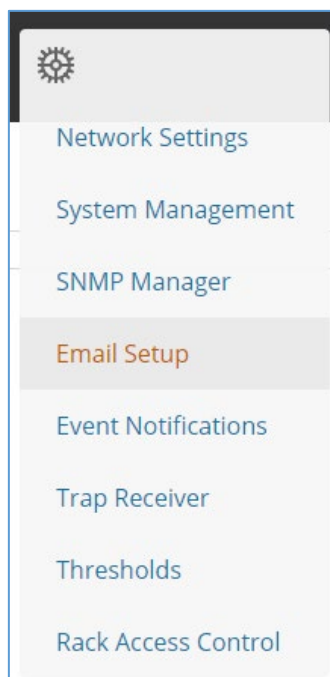 Network Settings
System Management
SNMP Manager
Email Setup
Event Notifications
Trap Receiver
Thresholds
Rack Access Control